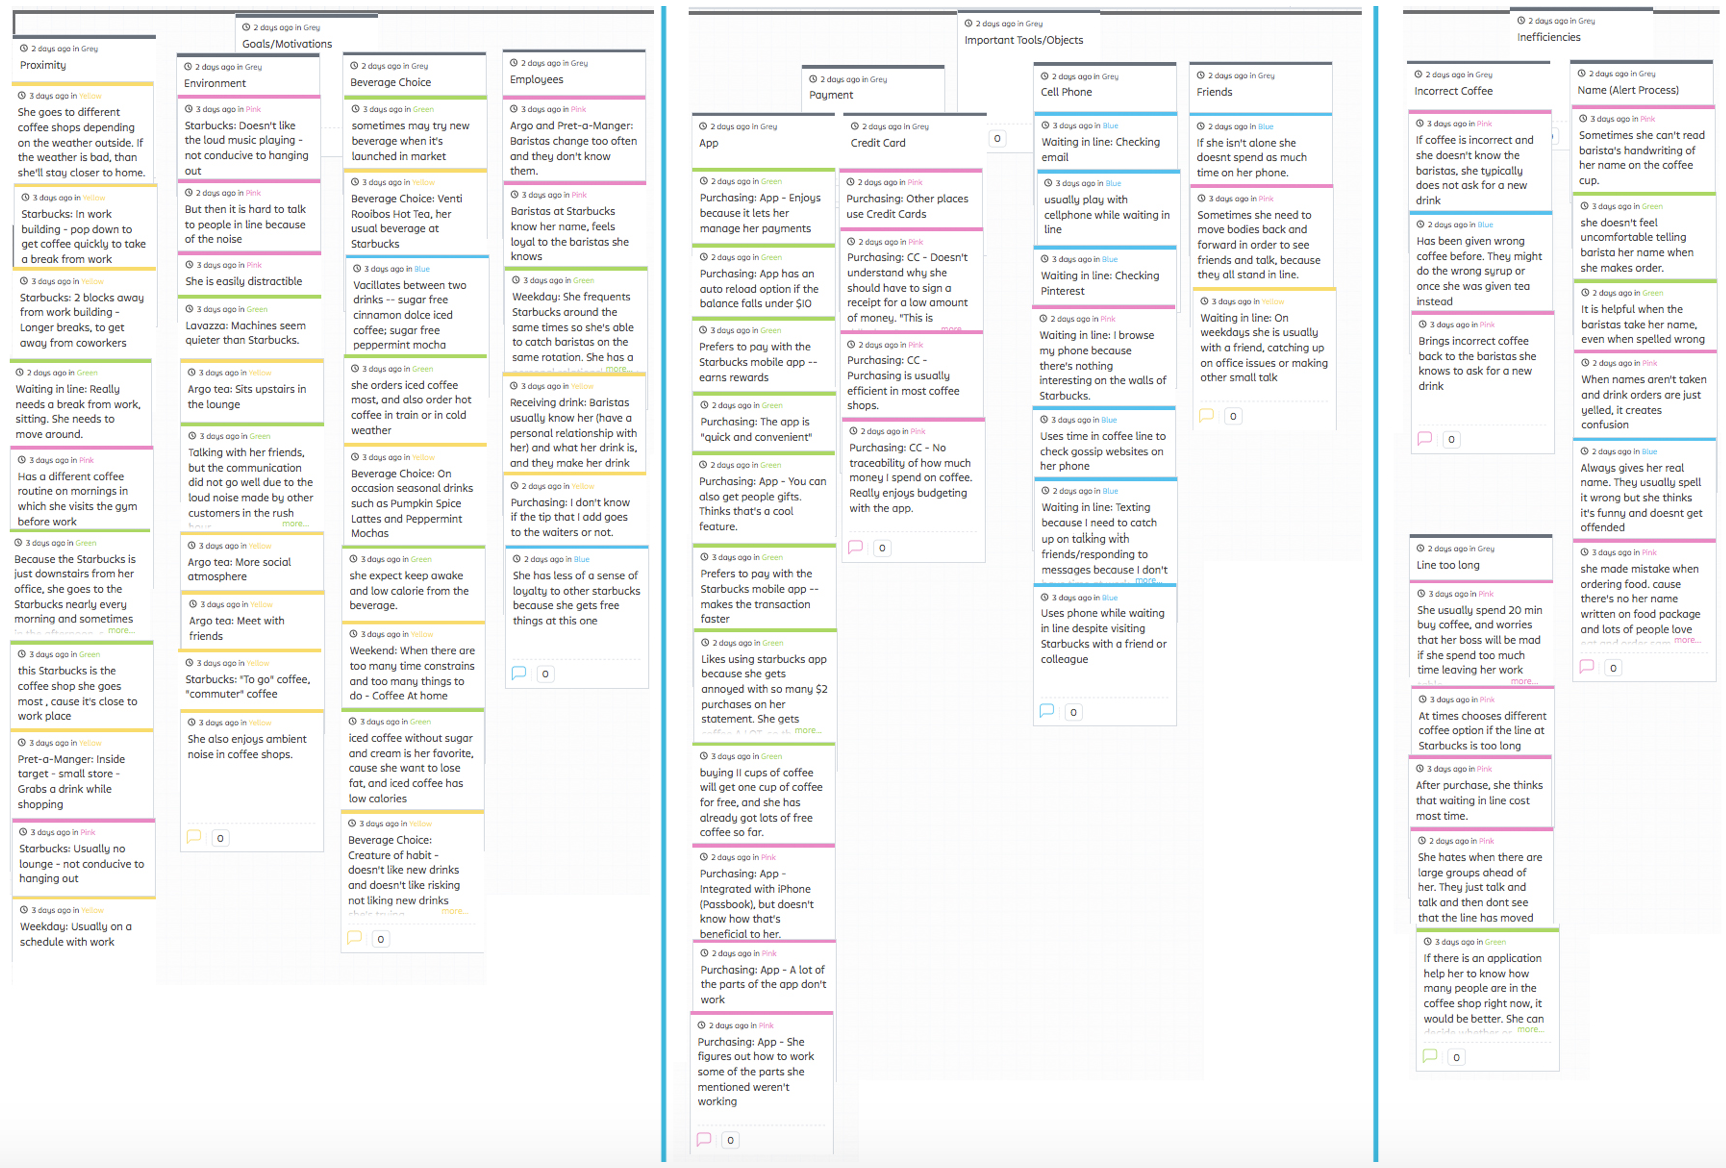 2 days ago in Grey
Goals/Motivations
2 days ago in Grey
Proximity
3 days ago in Yellow
She goes to different
coffee shops depending
on the weather outside. If
the weather is bad, than
she'll stay closer to home.
3 days ago in Yellow
Starbucks: In work
building - pop down to
get coffee quickly to take
a break from work
3 days ago in Yellow
Starbucks: 2 blocks away
from work building -
Longer breaks, to get
away from coworkers
2 days ago in Green
Waiting in line: Really
needs a break from work,
sitting. She needs to
move around.
3 days ago in Pink
Has a different coffee
routine on mornings in
which she visits the gym
before work
3 days ago in Green
Because the Starbucks is
just downstairs from her
office, she goes to the
Starbucks nearly every
morning and sometimes
more...
3 days ago in Green
this Starbucks is the
coffee shop she goes
most , cause it's close to
work place
3 days ago in Yellow
Pret-a-Manger: Inside
target - small store -
Grabs a drink while
shopping
3 days ago in Pink
Starbucks: Usually no
lounge - not conducive to
hanging out
3 days ago in Yellow
Weekday: Usually on a
schedule with work
2 days ago in Grey
Environment
3 days ago in Pink
Starbucks: Doesn't like
the loud music playing -
not conducive to hanging
out
2 days ago in Pink
But then it is hard to talk
to people in line because
of the noise
3 days ago in Pink
She is easily distractible
3 days ago in Green
Lavazza: Machines seem
quieter than Starbucks.
3 days ago in Yellow
Argo tea: Sits upstairs in
the lounge
3 days ago in Green
Talking with her friends,
but the communication
did not go well due to the
loud noise made by other
customers in the rush
hour
more...
3 days ago in Yellow
Argo tea: More social
atmosphere
3 days ago in Yellow
Argo tea: Meet with
friends
3 days ago in Yellow
Starbucks: "To go" coffee,
"commuter" coffee
3 days ago in Yellow
She also enjoys ambient
noise in coffee shops.
0
2 days ago in Grey
Beverage Choice
3 days ago in Green
sometimes may try new
beverage when it's
launched in market
3 days ago in Yellow
Beverage Choice: Venti
Rooibos Hot Tea, her
usual beverage at
Starbucks
3 days ago in Blue
Vacillates between two
drinks -- sugar free
cinnamon dolce iced
coffee; sugar free
peppermint mocha
3 days ago in Green
she orders iced coffee
most, and also order hot
coffee in train or in cold
weather
3 days ago in Yellow
Beverage Choice: On
occasion seasonal drinks
such as Pumpkin Spice
Lattes and Peppermint
Mochas
3 days ago in Green
she expect keep awake
and low calorie from the
beverage.
3 days ago in Yellow
Weekend: When there are
too many time constrains
and too many things to
do - Coffee At home
3 days ago in Green
iced coffee without sugar
and cream is her favorite,
cause she want to lose
fat, and iced coffee has
low calories
3 days ago in Yellow
Beverage Choice:
Creature of habit -
doesn't like new drinks
and doesn't like risking
not liking new drinks
she's trying
more...
0
2 days ago in Grey
Employees
3 days ago in Pink
Argo and Pret-a-Manger:
Baristas change too often
and they don't know
them.
3 days ago in Pink
Baristas at Starbucks
know her name, feels
loyal to the baristas she
knows
3 days ago in Green
Weekday: She frequents
Starbucks around the
same times so she's able
to catch baristas on the
same rotation. She has a
more...
3 days ago in Yellow
Receiving drink: Baristas
usually know her (have a
personal relationship with
her) and what her drink is,
and they make her drink
2 days ago in Yellow
Purchasing: I don't know
if the tip that I add goes
to the waiters or not.
2 days ago in Blue
She has less of a sense of
loyalty to other starbucks
because she gets free
things at this one
0
2 days ago in Grey
Important Tools/Objects
2 days ago in Grey
Payment
2 days ago in Grey
App
2 days ago in Green
Purchasing: App - Enjoys
because it lets her
manage her payments
2 days ago in Green
Purchasing: App has an
auto reload option if the
balance falls under $10
3 days ago in Green
Prefers to pay with the
Starbucks mobile app --
earns rewards
2 days ago in Green
Purchasing: The app is
"quick and convenient"
2 days ago in Green
Purchasing: App - You can
also get people gifts.
Thinks that's a cool
feature.
3 days ago in Green
Prefers to pay with the
Starbucks mobile app --
makes the transaction
faster
2 days ago in Green
Likes using starbucks app
because she gets
annoyed with so many $2
purchases on her
statement. She gets
more...
3 days ago in Green
buying 11 cups of coffee
will get one cup of coffee
for free, and she has
already got lots of free
coffee so far.
2 days ago in Pink
Purchasing: App -
Integrated with iPhone
(Passbook), but doesn't
know how that's
beneficial to her.
2 days ago in Pink
Purchasing: App - A lot of
the parts of the app don't
work
2 days ago in Pink
Purchasing: App - She
figures out how to work
some of the parts she
mentioned weren't
working
0
2 days ago in Grey
Credit Card
2 days ago in Pink
Purchasing: Other places
use Credit Cards
2 days ago in Pink
Purchasing: CC - Doesn't
understand why she
should have to sign a
receipt for a low amount
of money. "This is
more...
2 days ago in Pink
Purchasing: CC -
Purchasing is usually
efficient in most coffee
shops.
2 days ago in Pink
Purchasing: CC - No
traceability of how much
money I spend on coffee.
Really enjoys budgeting
with the app.
0
0
2 days ago in Grey
Cell Phone
3 days ago in Blue
Waiting in line: Checking
email
3 days ago in Blue
usually play with
cellphone while waiting in
line
3 days ago in Blue
Waiting in line: Checking
Pinterest
2 days ago in Pink
Waiting in line: I browse
my phone because
there's nothing
interesting on the walls of
Starbucks.
3 days ago in Blue
Uses time in coffee line to
check gossip websites on
her phone
2 days ago in Blue
Waiting in line: Texting
because I need to catch
up on talking with
friends/responding to
messages because I don't
more...
3 days ago in Blue
Uses phone while waiting
in line despite visiting
Starbucks with a friend or
colleague
0
2 days ago in Grey
Friends
2 days ago in Blue
If she isn't alone she
doesnt spend as much
time on her phone.
3 days ago in Pink
Sometimes she need to
move bodies back and
forward in order to see
friends and talk, because
they all stand in line.
3 days ago in Yellow
Waiting in line: On
weekdays she is usually
with a friend, catching up
on office issues or making
other small talk
0
2 days ago in Grey
Inefficiencies
2 days ago in Grey
Incorrect Coffee
3 days ago in Pink
If coffee is incorrect and
she doesn't know the
baristas, she typically
does not ask for a new
drink
2 days ago in Blue
Has been given wrong
coffee before. They might
do the wrong syrup or
once she was given tea
instead
3 days ago in Pink
Brings incorrect coffee
back to the baristas she
knows to ask for a new
drink
0
2 days ago in Grey
Line too long
3 days ago in Pink
She usually spend 20 min
buy coffee, and worries
that her boss will be mad
if she spend too much
time leaving her work
more...
3 days ago in Pink
At times chooses different
coffee option if the line at
Starbucks is too long
3 days ago in Pink
After purchase, she thinks
that waiting in line cost
most time.
2 days ago in Pink
She hates when there are
large groups ahead of
her. They just talk and
talk and then dont see
that the line has moved
3 days ago in Green
If there is an application
help her to know how
many people are in the
coffee shop right now, it
would be better. She can
decide whether or
more...
0
2 days ago in Grey
Name (Alert Process)
3 days ago in Pink
Sometimes she can't read
barista's handwriting of
her name on the coffee
cup.
3 days ago in Green
she doesn't feel
uncomfortable telling
barista her name when
she makes order.
2 days ago in Green
It is helpful when the
baristas take her name,
even when spelled wrong
2 days ago in Pink
When names aren't taken
and drink orders are just
yelled, it creates
confusion
2 days ago in Blue
Always gives her real
name. They usually spell
it wrong but she thinks
it's funny and doesnt get
offended
3 days ago in Pink
she made mistake when
ordering food. cause
there's no her name
written on food package
and lots of people love
more...
0